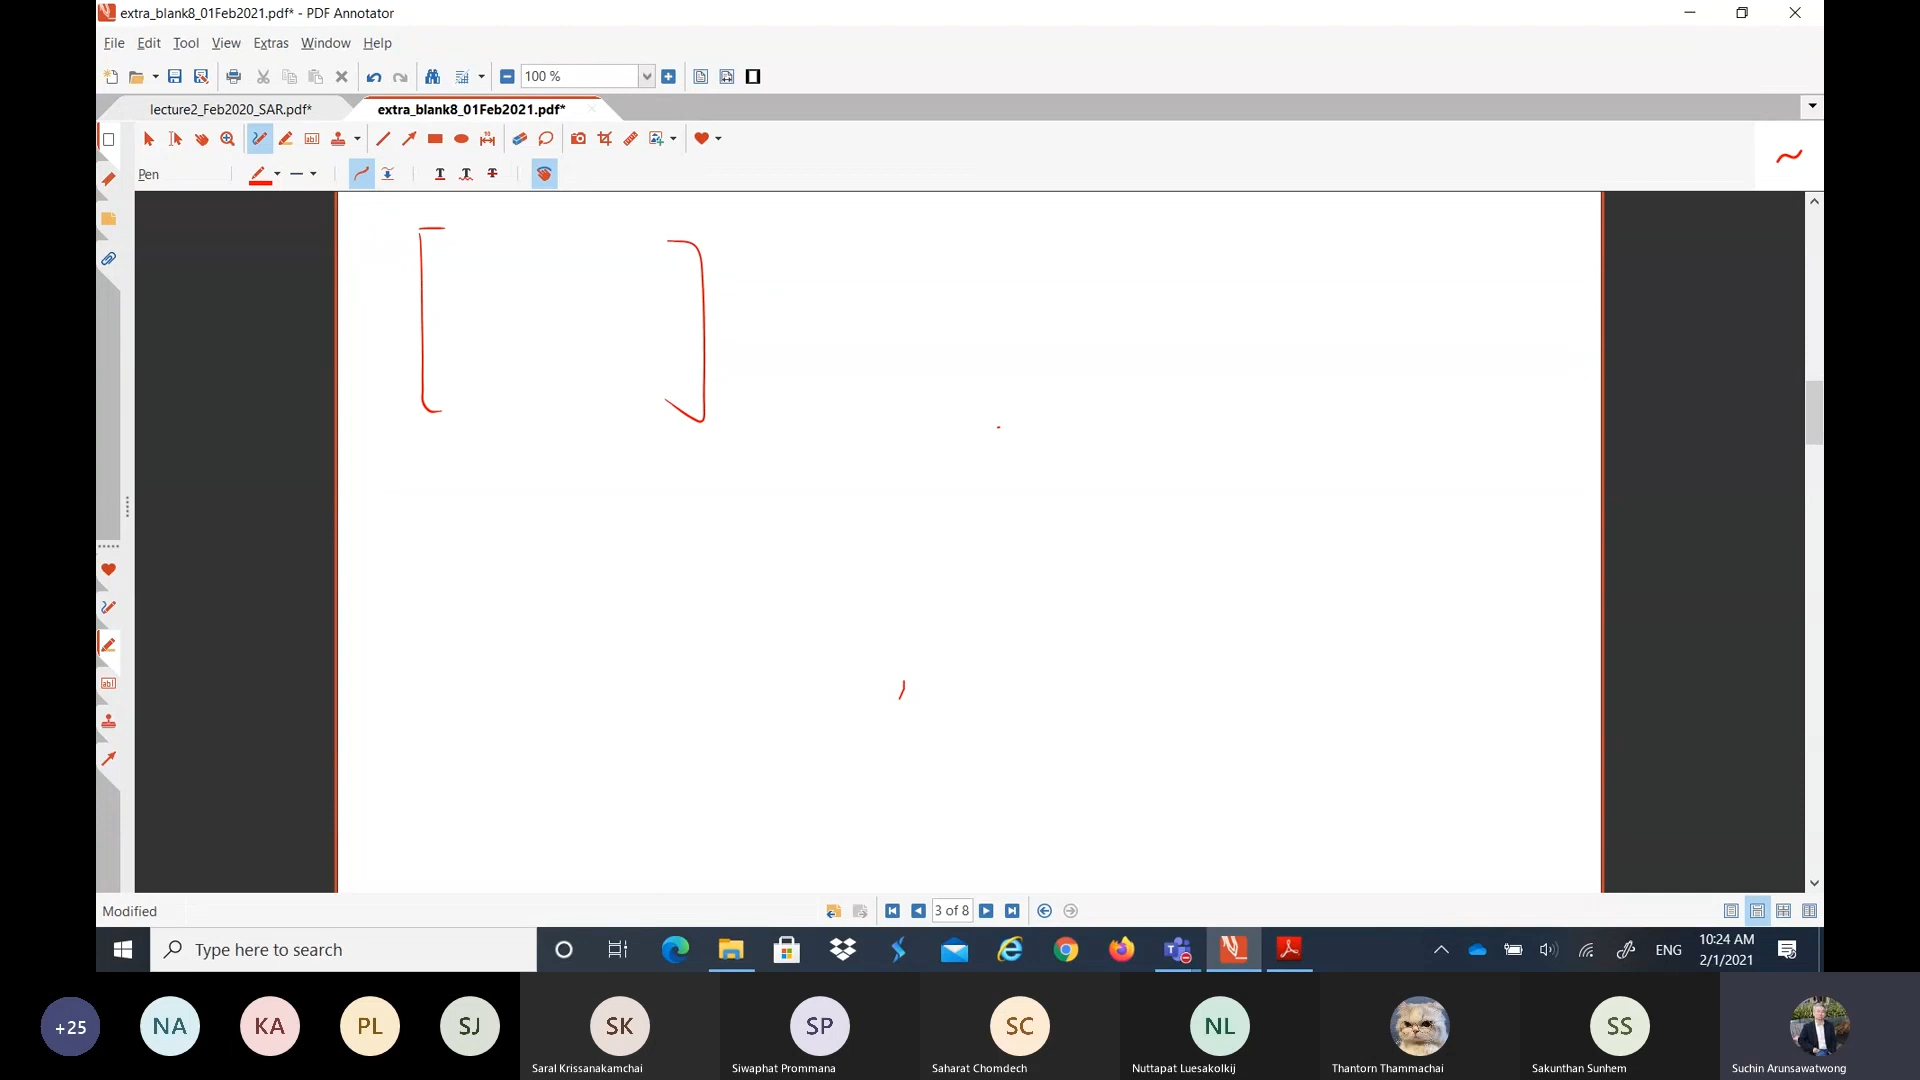 extra_blank8_01Feb2021.pdf* - PDF Annotator
File Edit Tool View Extras Window Help
100 %
lecture2_Feb2020_SAR.pdf* extra_blank8_01Feb2021.pdf*
Pen
Modified
3 of 8
Type here to search
ENG
10:24 AM
2/1/2021
+25 NA KA PL SJ SK SP SC NL SS
Saral Krissanakamchai Siwaphat Prommana Saharat Chomdech Nuttapat Luesakolkij Thantorn Thammachai Sakunthan Sunhem Suchin Arunsawatwong